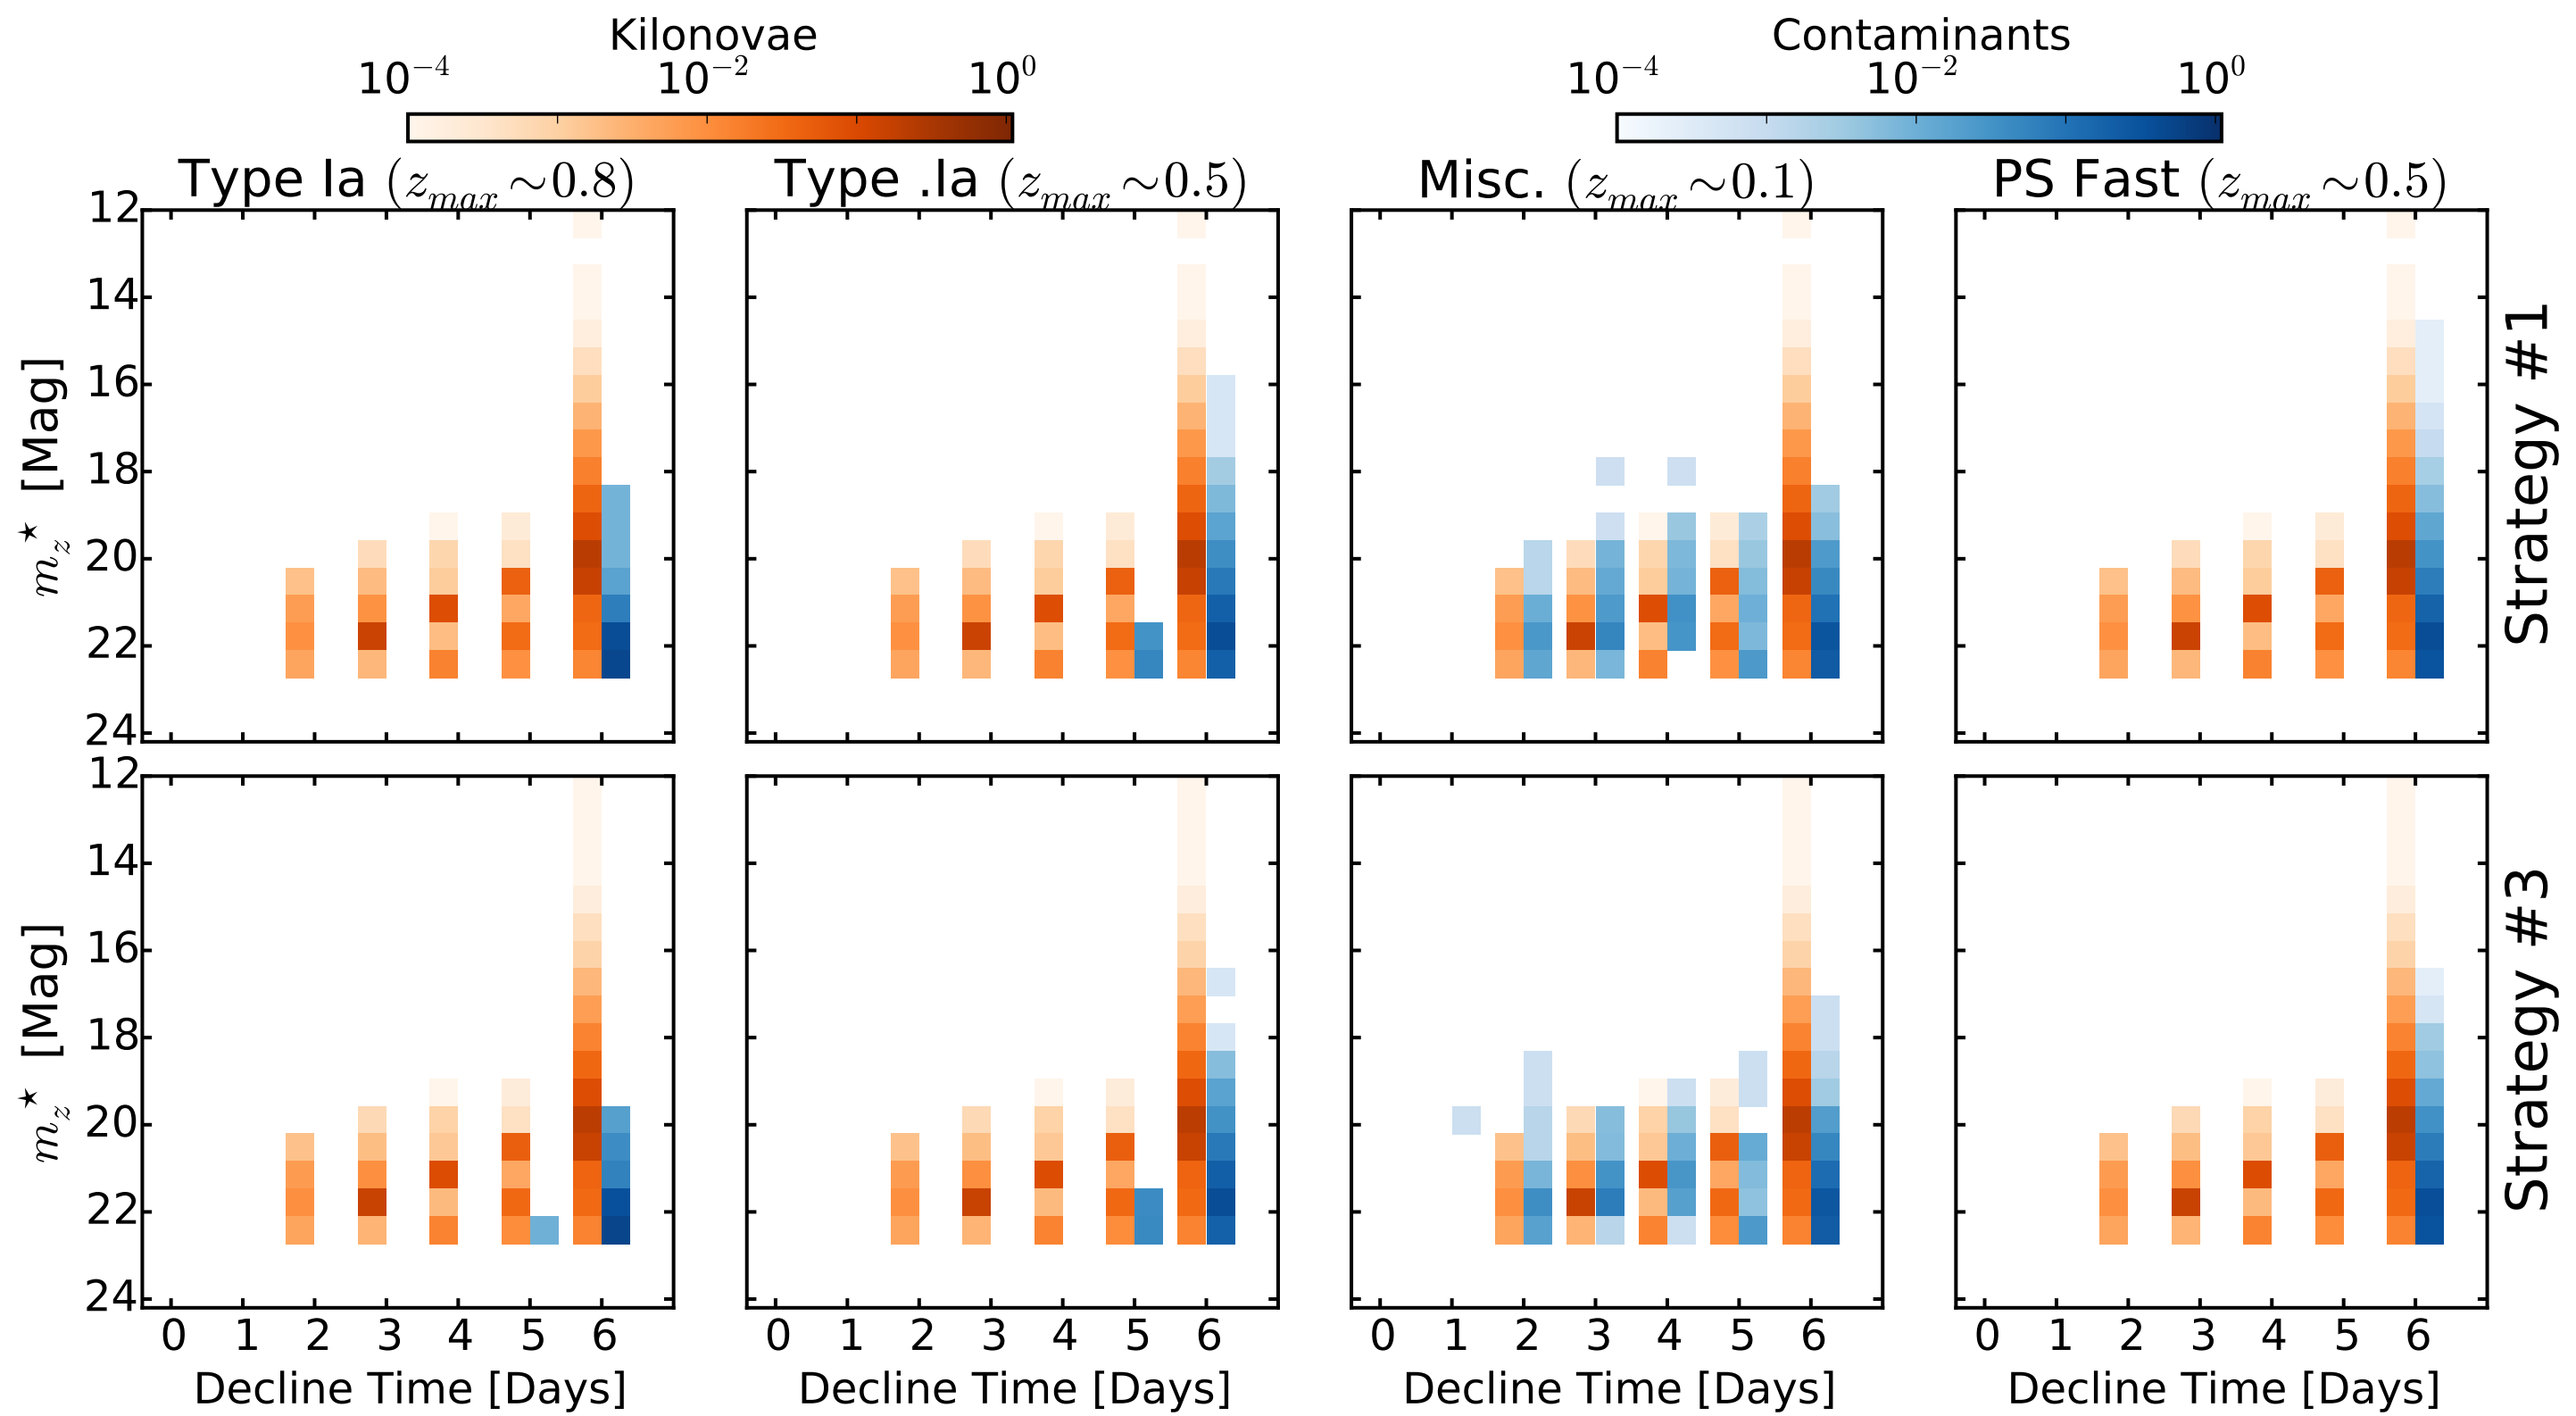 Kilonovae Contaminants
10⁻⁴ 10⁻² 10⁰ 10⁻⁴ 10⁻² 10⁰
Type Ia (z_max ~0.8) Type .Ia (z_max ~0.5) Misc. (z_max ~0.1) PS Fast (z_max ~0.5)
12
14
16
18
20
22
24
m_z★ [Mag]
Strategy #1
12
14
16
18
20
22
24
m_z★ [Mag]
Strategy #3
0 1 2 3 4 5 6 0 1 2 3 4 5 6 0 1 2 3 4 5 6 0 1 2 3 4 5 6
Decline Time [Days] Decline Time [Days] Decline Time [Days] Decline Time [Days]